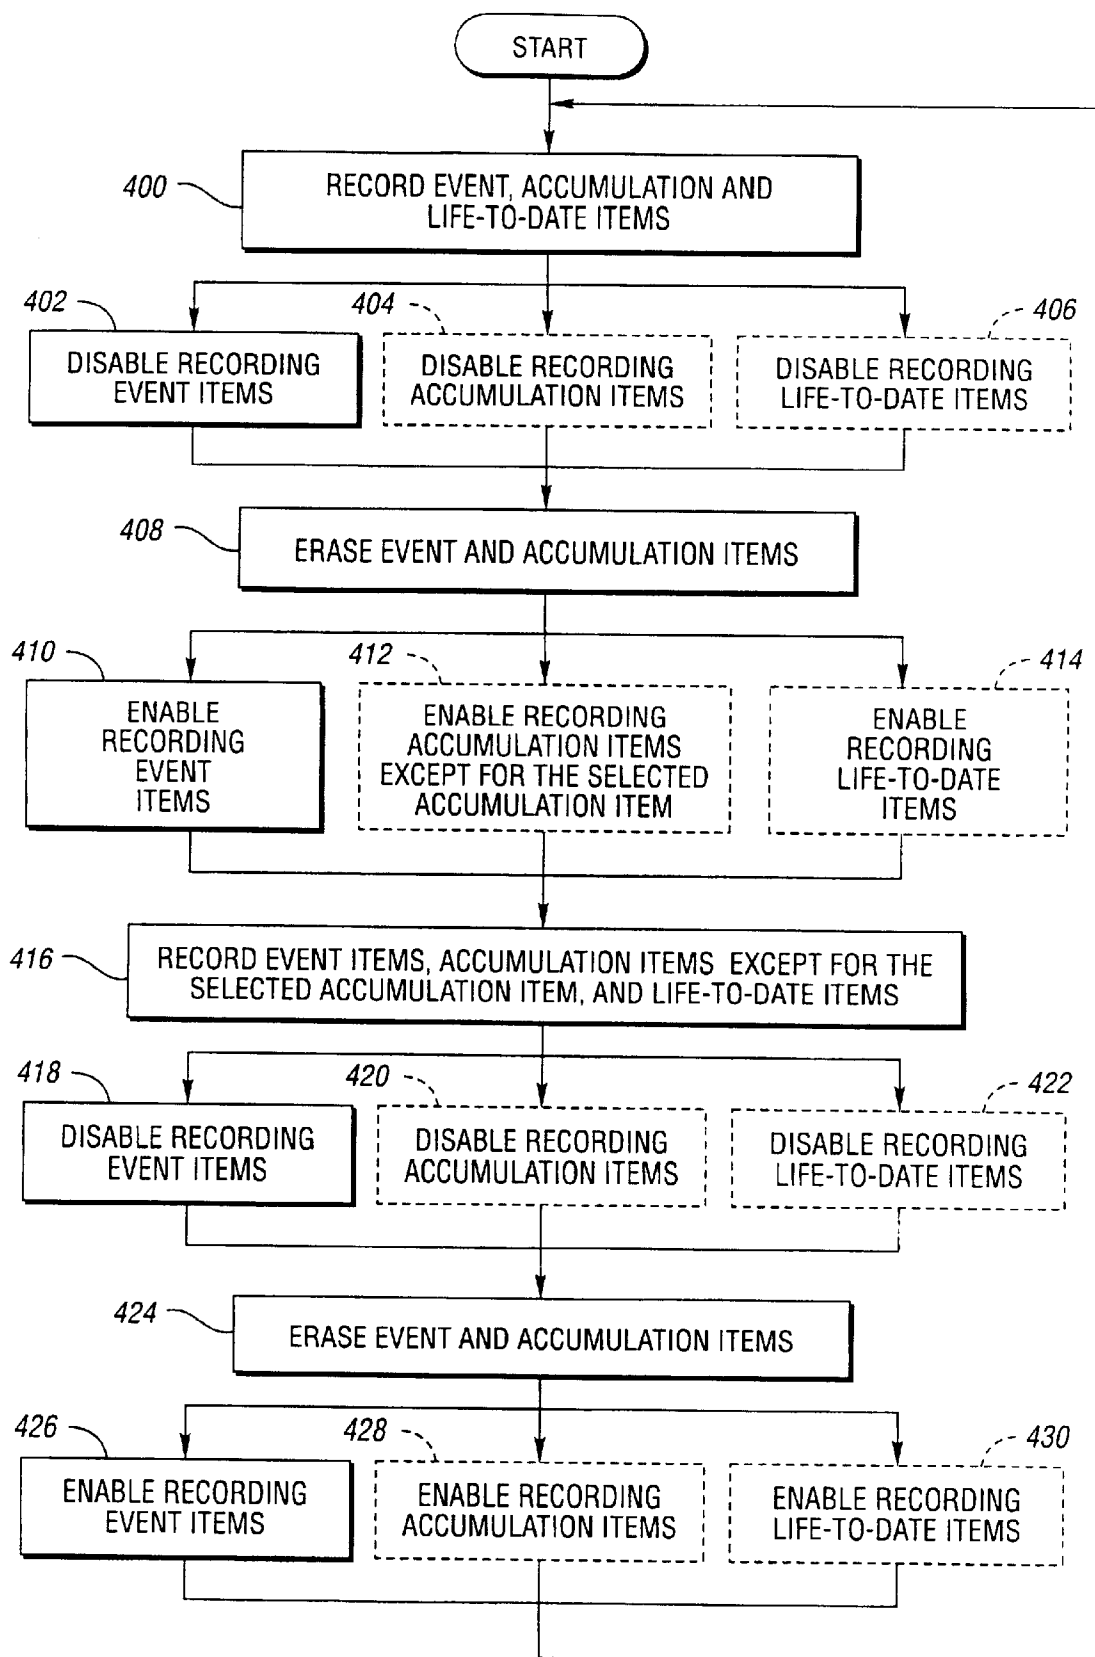 START
400
RECORD EVENT, ACCUMULATION AND
LIFE-TO-DATE ITEMS
402
404
406
DISABLE RECORDING
EVENT ITEMS
DISABLE RECORDING
ACCUMULATION ITEMS
DISABLE RECORDING
LIFE-TO-DATE ITEMS
408
ERASE EVENT AND ACCUMULATION ITEMS
410
412
414
ENABLE
RECORDING
EVENT
ITEMS
ENABLE RECORDING
ACCUMULATION ITEMS
EXCEPT FOR THE SELECTED
ACCUMULATION ITEM
ENABLE
RECORDING
LIFE-TO-DATE
ITEMS
416
RECORD EVENT ITEMS, ACCUMULATION ITEMS EXCEPT FOR THE
SELECTED ACCUMULATION ITEM, AND LIFE-TO-DATE ITEMS
418
420
422
DISABLE RECORDING
EVENT ITEMS
DISABLE RECORDING
ACCUMULATION ITEMS
DISABLE RECORDING
LIFE-TO-DATE ITEMS
424
ERASE EVENT AND ACCUMULATION ITEMS
426
428
430
ENABLE RECORDING
EVENT ITEMS
ENABLE RECORDING
ACCUMULATION ITEMS
ENABLE RECORDING
LIFE-TO-DATE ITEMS